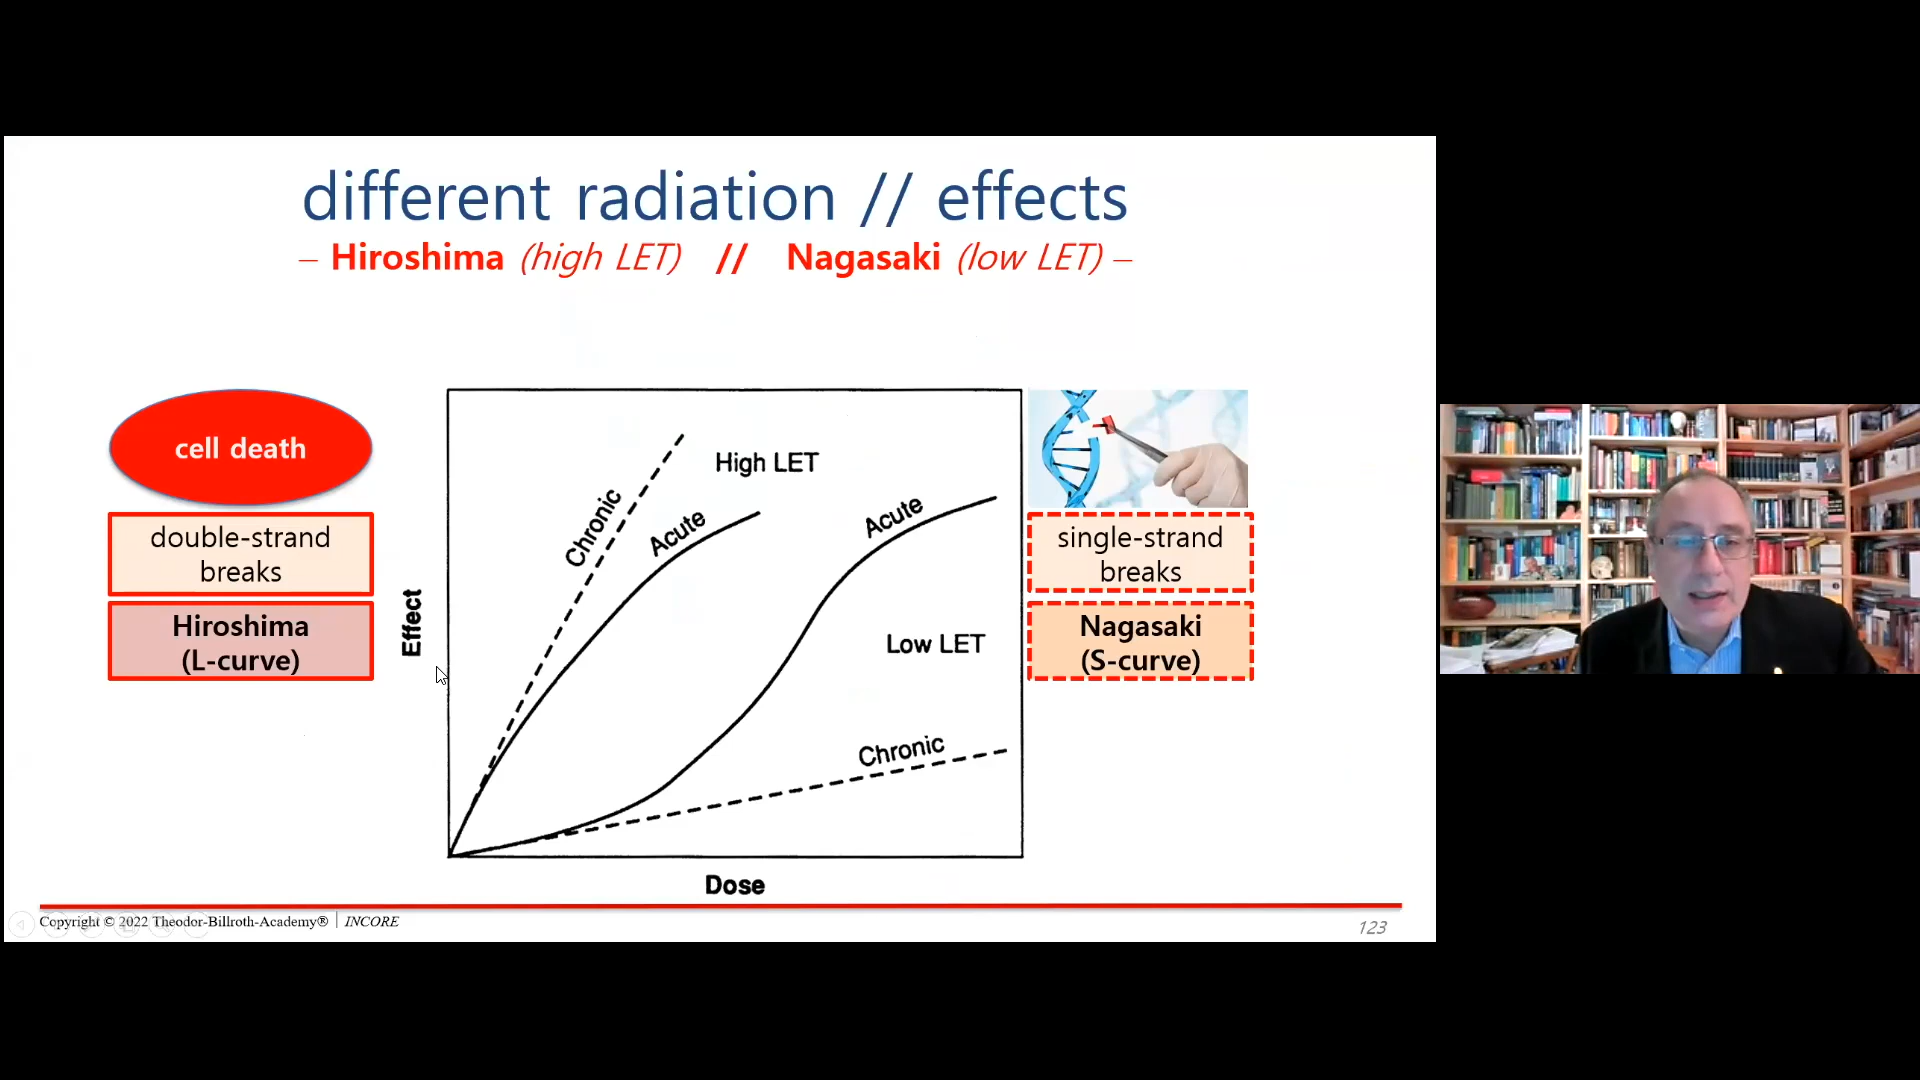 different radiation // effects
– Hiroshima (high LET) // Nagasaki (low LET) –
cell death
double-strand
breaks
Hiroshima
(L-curve)
Effect
Chronic
Acute
High LET
Acute
Low LET
Chronic
Dose
single-strand
breaks
Nagasaki
(S-curve)
Copyright © 2022 Theodor-Billroth-Academy® | INCORE
123